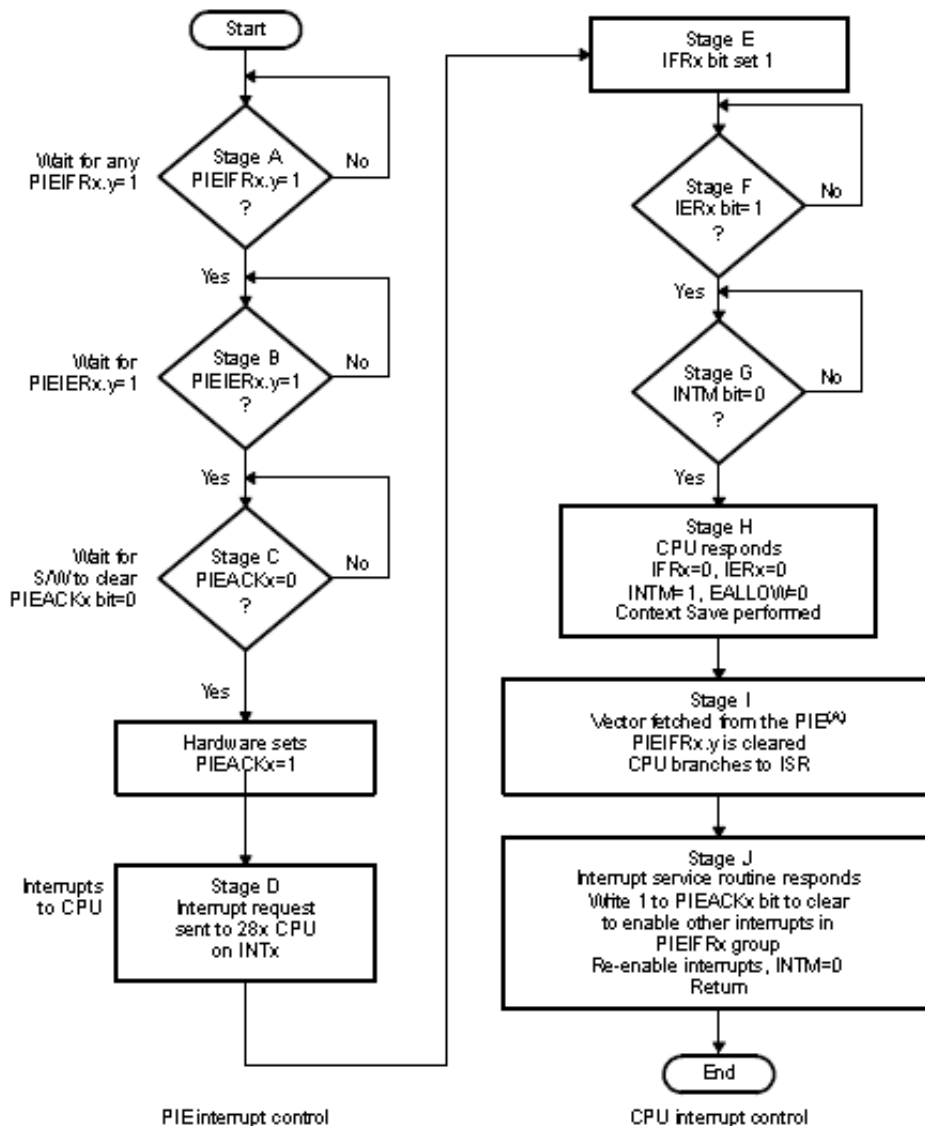 Start
Wait for any
PIEIFRx.y=1
Stage A
PIEIFRx.y=1
?
No
Yes
Wait for
PIEIERx.y=1
Stage B
PIEIERx.y=1
?
No
Yes
Wait for
S/W to clear
PIEACKx bit=0
Stage C
PIEACKx=0
?
No
Yes
Hardware sets
PIEACKx=1
Interrupts
to CPU
Stage D
Interrupt request
sent to 28x CPU
on INTx
PIE interrupt control
Stage E
IFRx bit set 1
Stage F
IERx bit=1
?
No
Yes
Stage G
INTM bit=0
?
No
Yes
Stage H
CPU responds
IFRx=0, IERx=0
INTM=1, EALLOW=0
Context Save performed
Stage I
Vector fetched from the PIE(A)
PIEIFRx.y is cleared
CPU branches to ISR
Stage J
Interrupt service routine responds
Write 1 to PIEACKx bit to clear
to enable other interrupts in
PIEIFRx group
Re-enable interrupts, INTM=0
Return
End
CPU interrupt control